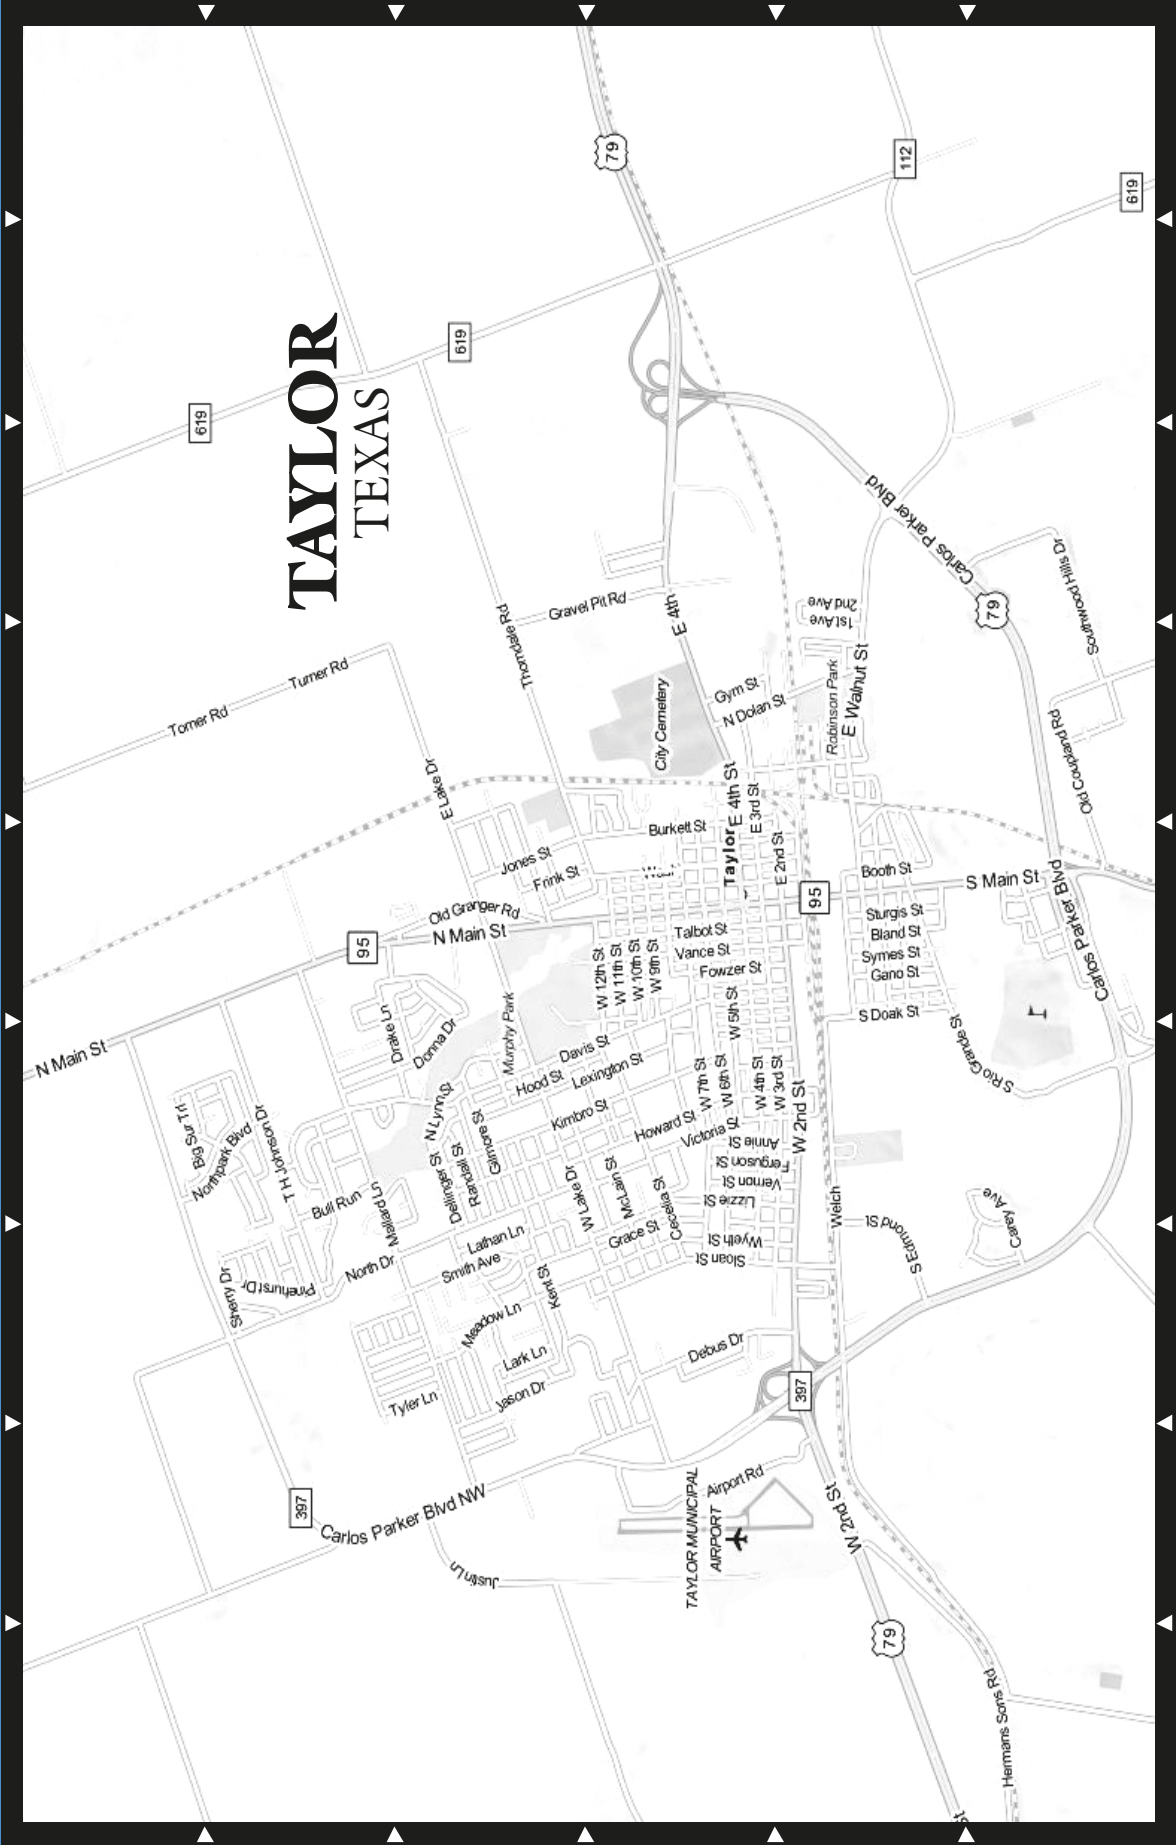 TAYLOR
TEXAS
79
112
619
619
619
Carlos Parker Blvd
Carlos Parker Blvd
79
Southwood Hills Dr
Thorndale Rd
Gravel Pit Rd
E 4th
2nd Ave
1st Ave
Turner Rd
Torner Rd
City Cemetery
Gym St
N Dolan St
Robinson Park
E Walnut St
E Lake Dr
Old Coupland Rd
Burkett St
Taylor
E 4th St
E 3rd St
E 2nd St
Jones St
Frink St
Booth St
95
S Main St
Carlos Parker Blvd
Old Granger Rd
N Main St
95
Talbot St
Vance St
Fowzer St
Sturgis St
Bland St
Symes St
Gano St
S Doak St
W 12th St
W 11th St
W 10th St
W 9th St
W 5th St
N Main St
Drake Ln
Donna Dr
Murphy Park
Davis St
Hood St
Lexington St
S Rio Grande St
W 7th St
W 6th St
W 4th St
W 3rd St
W 2nd St
Big Sur Trl
Northpark Blvd
T H Johnson Dr
N Lynn St
Gilmore St
Randall St
Dellinger St
Kimbro St
Howard St
Victoria St
Annie St
Ferguson St
Vernon St
Lizzie St
Wyeth St
Sloan St
Bull Run
Mallard Ln
W Lake Dr
McLain St
Cecelia St
Grace St
Welch
S Edmond St
Carey Ave
Sherry Dr
Pinehurst Dr
North Dr
Lathan Ln
Smith Ave
Kent St
Meadow Ln
Lark Ln
Jason Dr
Tyler Ln
Debus Dr
397
397
Carlos Parker Blvd NW
Airport Rd
TAYLOR MUNICIPAL
AIRPORT
W 2nd St
Justin Ln
79
Hermans Sons Rd
St